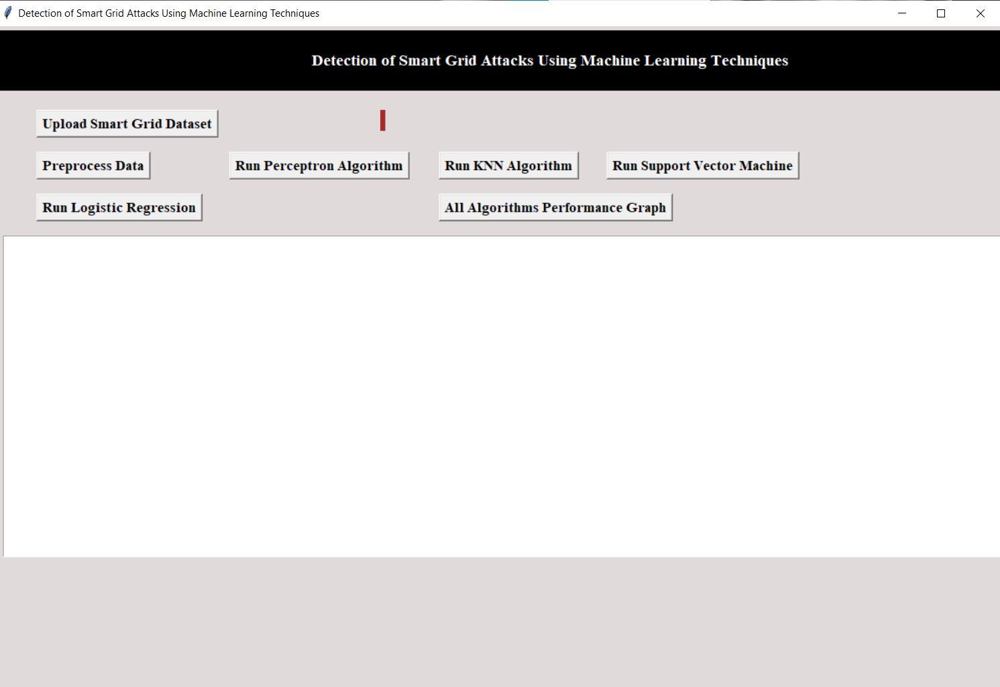 Detection of Smart Grid Attacks Using Machine Learning Techniques
Detection of Smart Grid Attacks Using Machine Learning Techniques
Upload Smart Grid Dataset
Preprocess Data
Run Perceptron Algorithm
Run KNN Algorithm
Run Support Vector Machine
Run Logistic Regression
All Algorithms Performance Graph